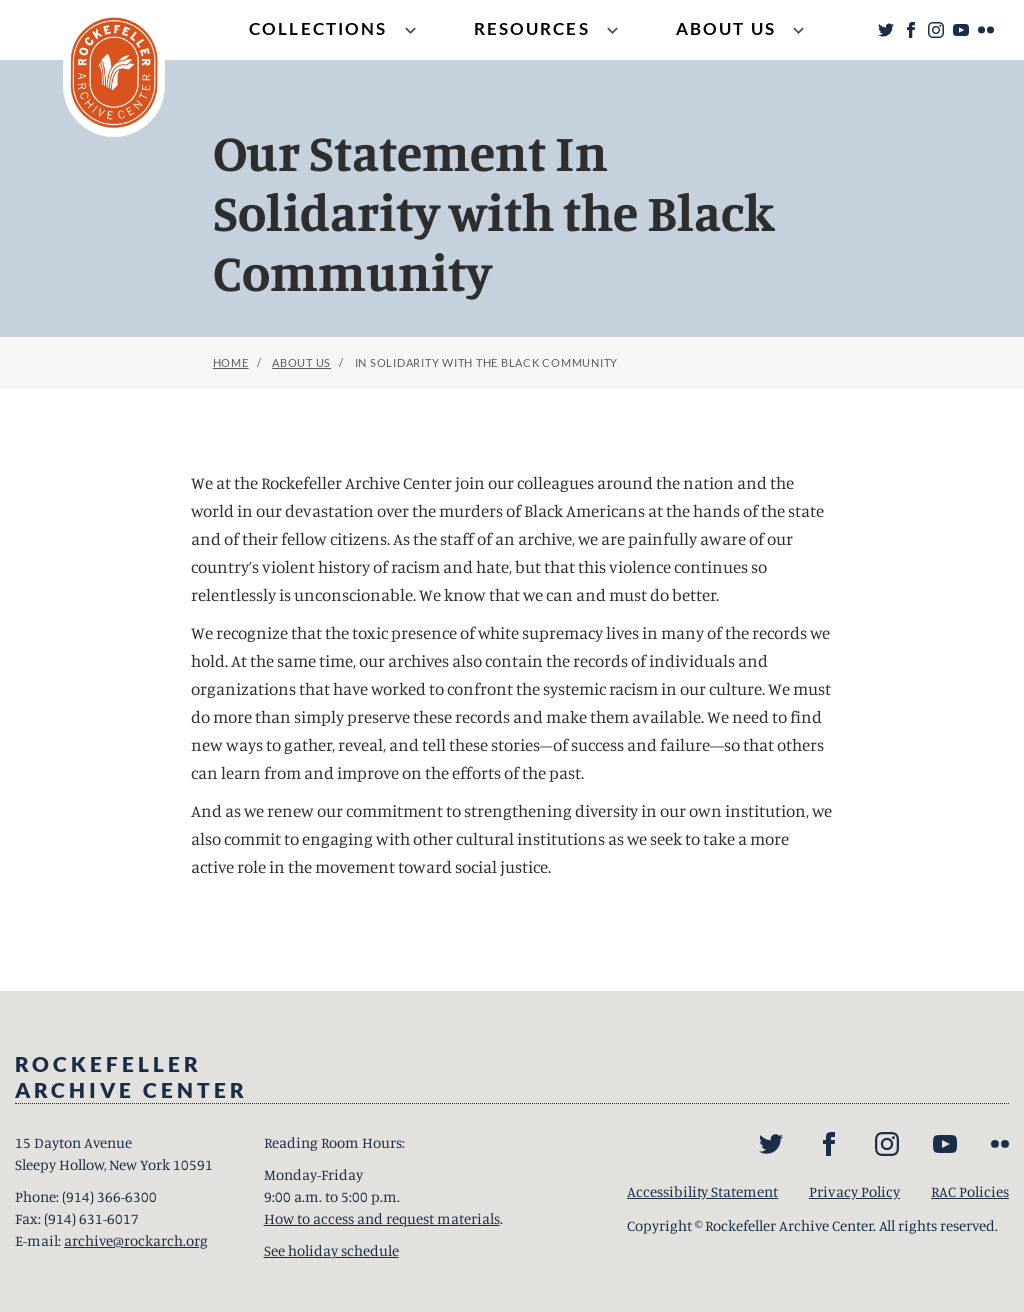 COLLECTIONS
RESOURCES
ABOUT US
ROCKEFELLER
ARCHIVE CENTER
Our Statement In
Solidarity with the Black
Community
HOME / ABOUT US / IN SOLIDARITY WITH THE BLACK COMMUNITY
We at the Rockefeller Archive Center join our colleagues around the nation and the
world in our devastation over the murders of Black Americans at the hands of the state
and of their fellow citizens. As the staff of an archive, we are painfully aware of our
country’s violent history of racism and hate, but that this violence continues so
relentlessly is unconscionable. We know that we can and must do better.
We recognize that the toxic presence of white supremacy lives in many of the records we
hold. At the same time, our archives also contain the records of individuals and
organizations that have worked to confront the systemic racism in our culture. We must
do more than simply preserve these records and make them available. We need to find
new ways to gather, reveal, and tell these stories—of success and failure—so that others
can learn from and improve on the efforts of the past.
And as we renew our commitment to strengthening diversity in our own institution, we
also commit to engaging with other cultural institutions as we seek to take a more
active role in the movement toward social justice.
ROCKEFELLER
ARCHIVE CENTER
15 Dayton Avenue
Sleepy Hollow, New York 10591
Phone: (914) 366-6300
Fax: (914) 631-6017
E-mail: archive@rockarch.org
Reading Room Hours:
Monday-Friday
9:00 a.m. to 5:00 p.m.
How to access and request materials.
See holiday schedule
Accessibility Statement
Privacy Policy
RAC Policies
Copyright © Rockefeller Archive Center. All rights reserved.